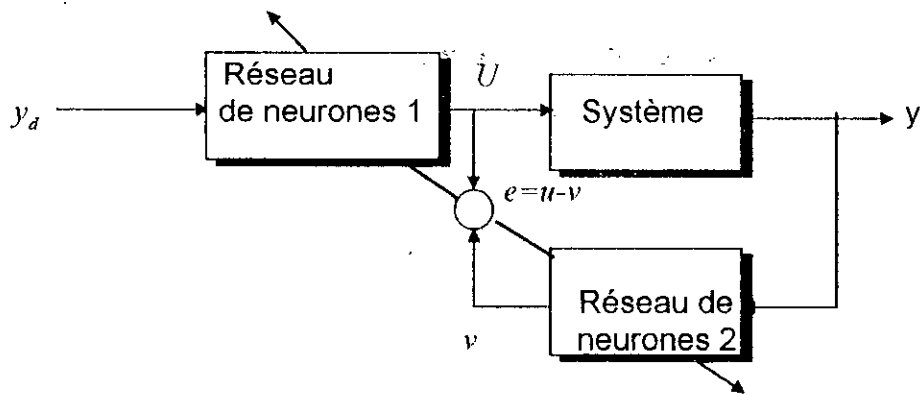 Réseau
de neurones 1
U
Système
y_d
y
e=u-v
Réseau de
neurones 2
v